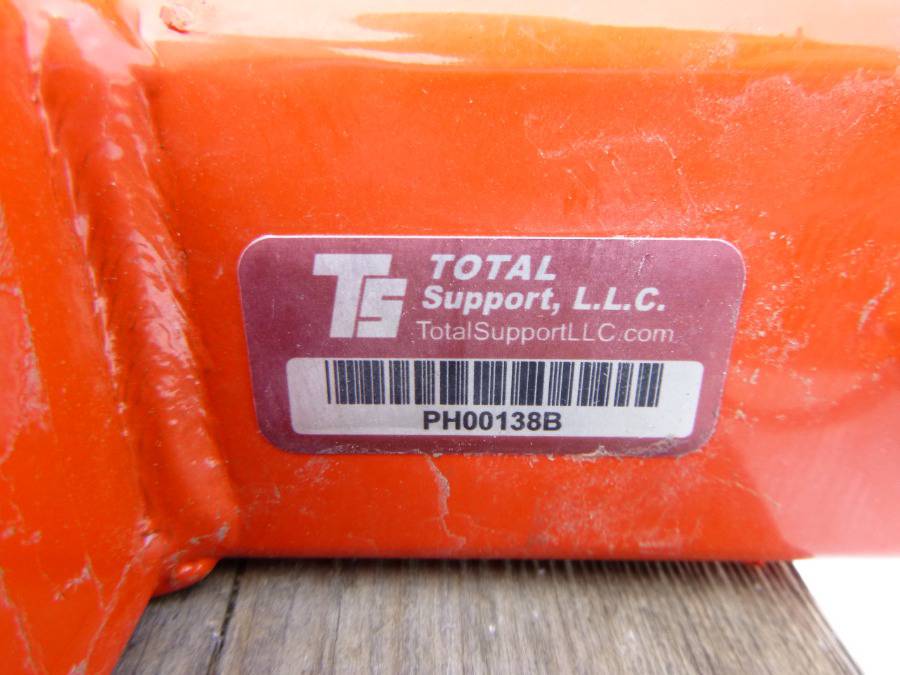 TS
TOTAL
Support, L.L.C.
TotalSupportLLC.com
PH00138B